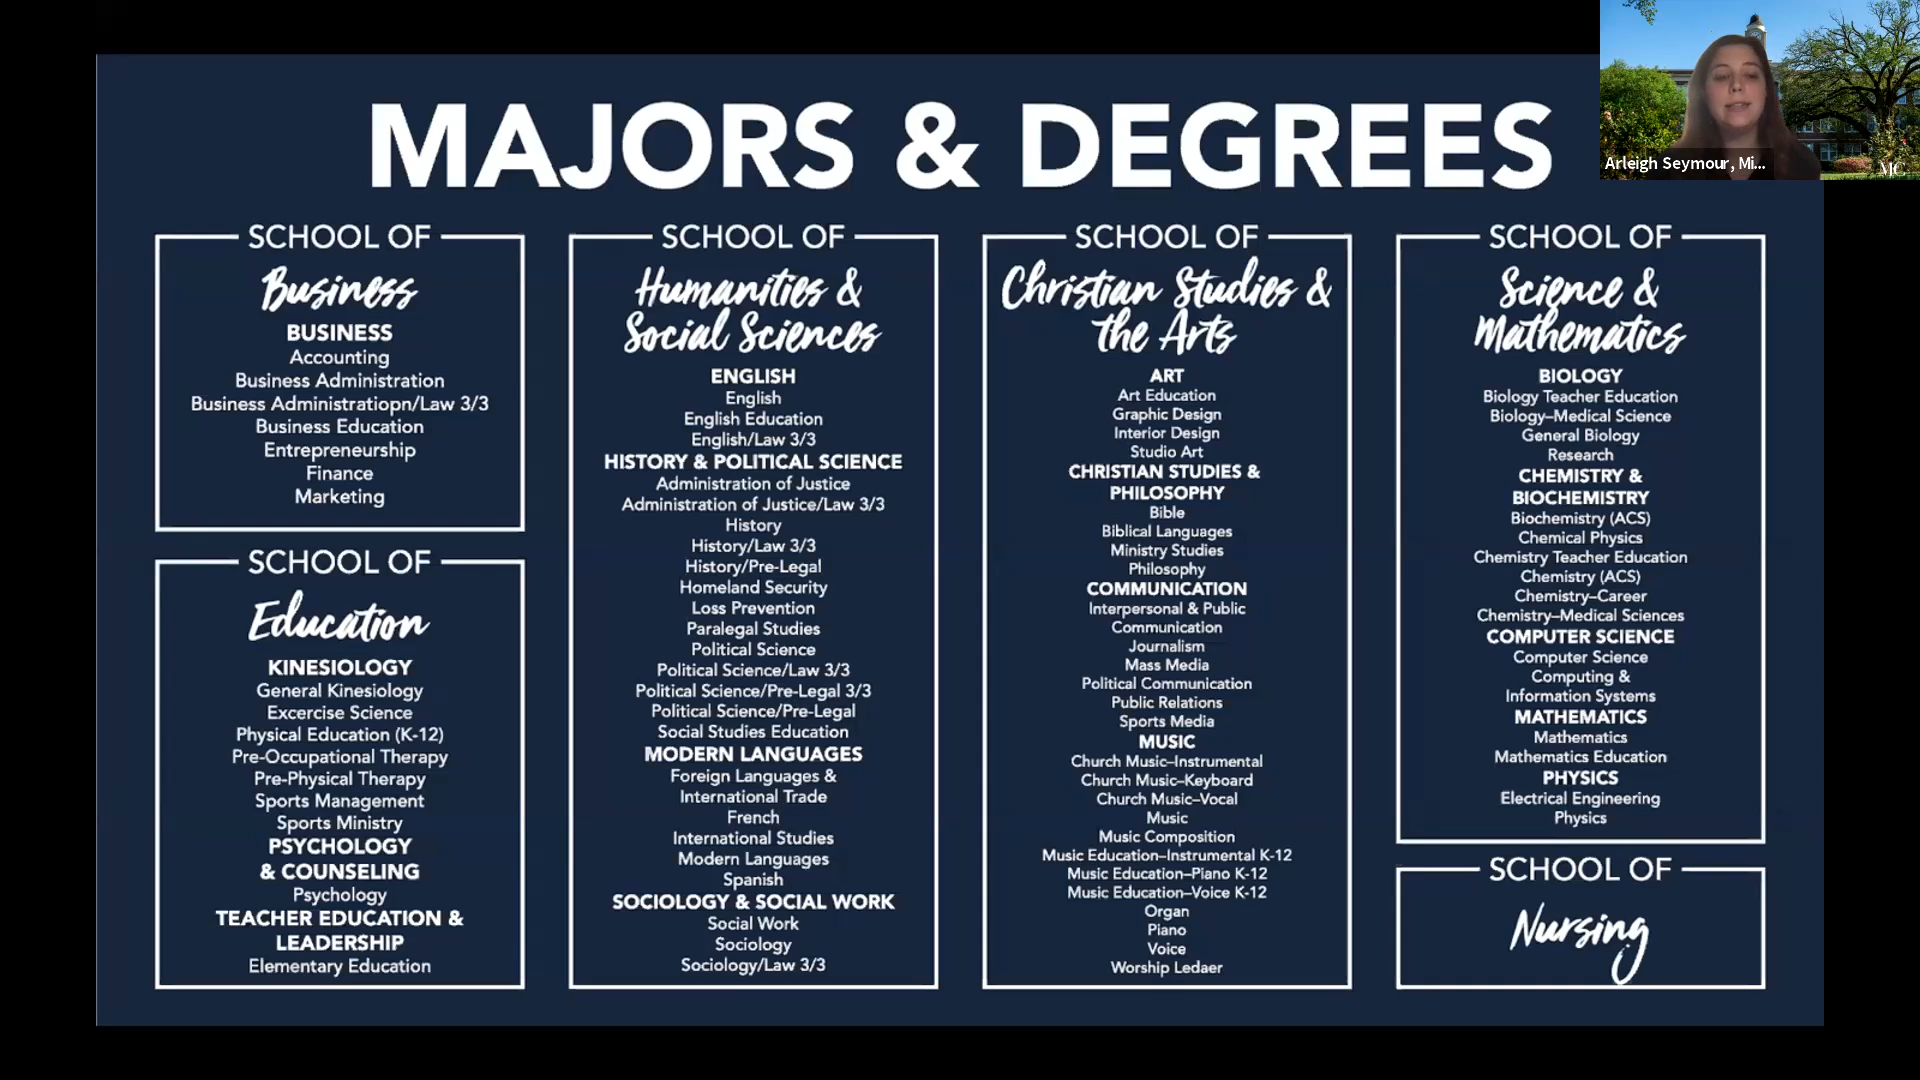 MAJORS & DEGREES
SCHOOL OF
Business
BUSINESS
Accounting
Business Administration
Business Administratiopn/Law 3/3
Business Education
Entrepreneurship
Finance
Marketing
SCHOOL OF
Education
KINESIOLOGY
General Kinesiology
Excercise Science
Physical Education (K-12)
Pre-Occupational Therapy
Pre-Physical Therapy
Sports Management
Sports Ministry
PSYCHOLOGY
& COUNSELING
Psychology
TEACHER EDUCATION &
LEADERSHIP
Elementary Education
SCHOOL OF
Humanities &
Social Sciences
ENGLISH
English
English Education
English/Law 3/3
HISTORY & POLITICAL SCIENCE
Administration of Justice
Administration of Justice/Law 3/3
History
History/Law 3/3
History/Pre-Legal
Homeland Security
Loss Prevention
Paralegal Studies
Political Science
Political Science/Law 3/3
Political Science/Pre-Legal 3/3
Political Science/Pre-Legal
Social Studies Education
MODERN LANGUAGES
Foreign Languages &
International Trade
French
International Studies
Modern Languages
Spanish
SOCIOLOGY & SOCIAL WORK
Social Work
Sociology
Sociology/Law 3/3
SCHOOL OF
Christian Studies &
the Arts
ART
Art Education
Graphic Design
Interior Design
Studio Art
CHRISTIAN STUDIES &
PHILOSOPHY
Bible
Biblical Languages
Ministry Studies
Philosophy
COMMUNICATION
Interpersonal & Public
Communication
Journalism
Mass Media
Political Communication
Public Relations
Sports Media
MUSIC
Church Music–Instrumental
Church Music–Keyboard
Church Music–Vocal
Music
Music Composition
Music Education–Instrumental K-12
Music Education–Piano K-12
Music Education–Voice K-12
Organ
Piano
Voice
Worship Ledaer
SCHOOL OF
Science &
Mathematics
BIOLOGY
Biology Teacher Education
Biology–Medical Science
General Biology
Research
CHEMISTRY &
BIOCHEMISTRY
Biochemistry (ACS)
Chemical Physics
Chemistry Teacher Education
Chemistry (ACS)
Chemistry–Career
Chemistry–Medical Sciences
COMPUTER SCIENCE
Computer Science
Computing &
Information Systems
MATHEMATICS
Mathematics
Mathematics Education
PHYSICS
Electrical Engineering
Physics
SCHOOL OF
Nursing
Arleigh Seymour, Mi...
MC